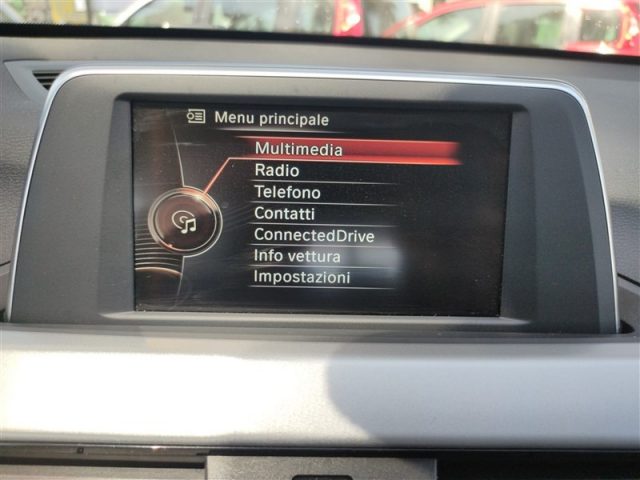 Menu principale
Multimedia
Radio
Telefono
Contatti
ConnectedDrive
Info vettura
Impostazioni